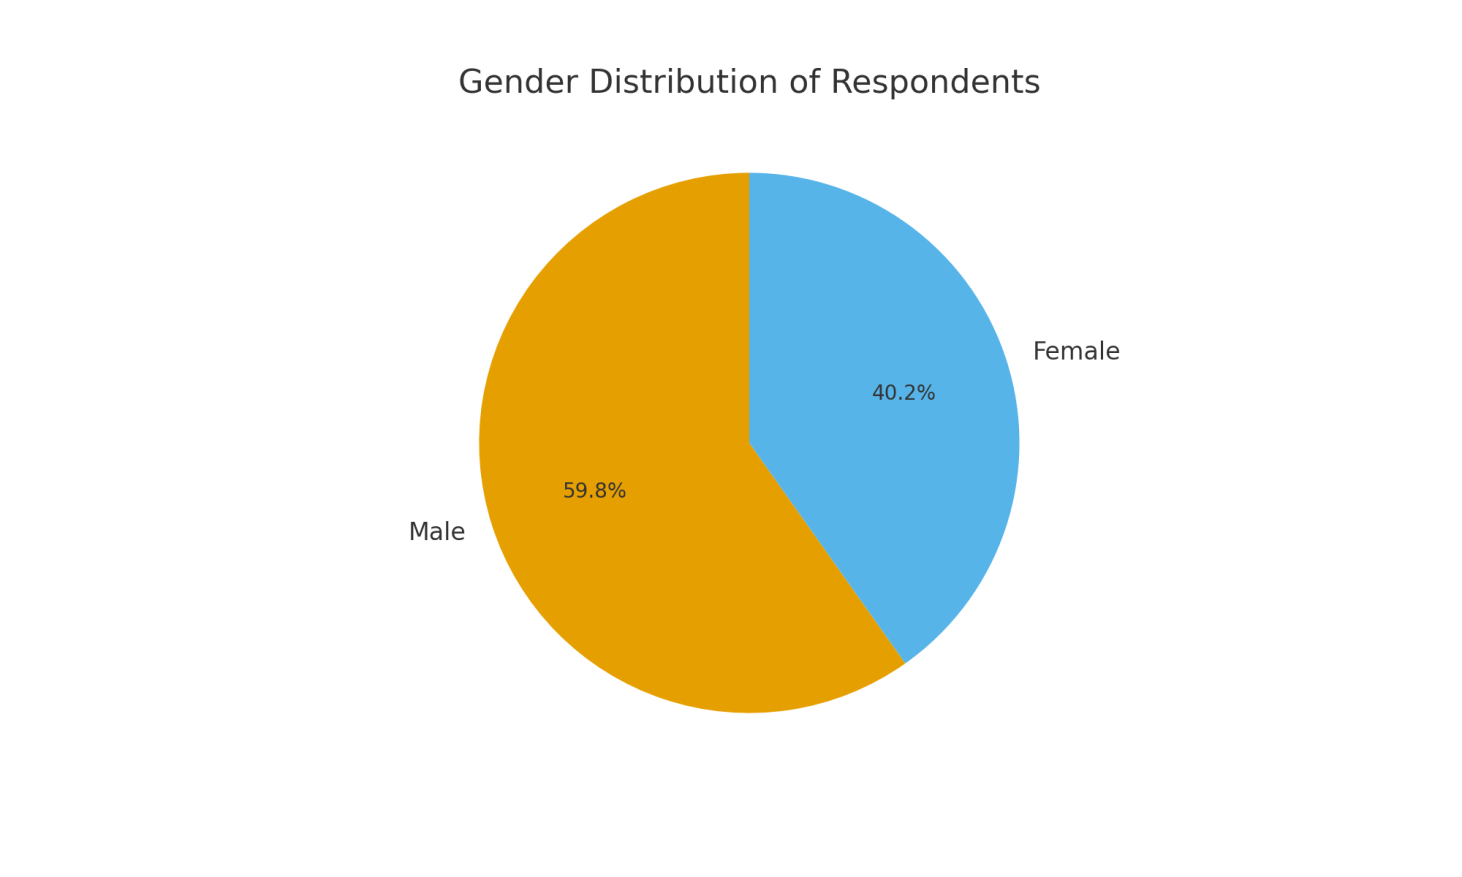 Gender Distribution of Respondents
Female
40.2%
59.8%
Male